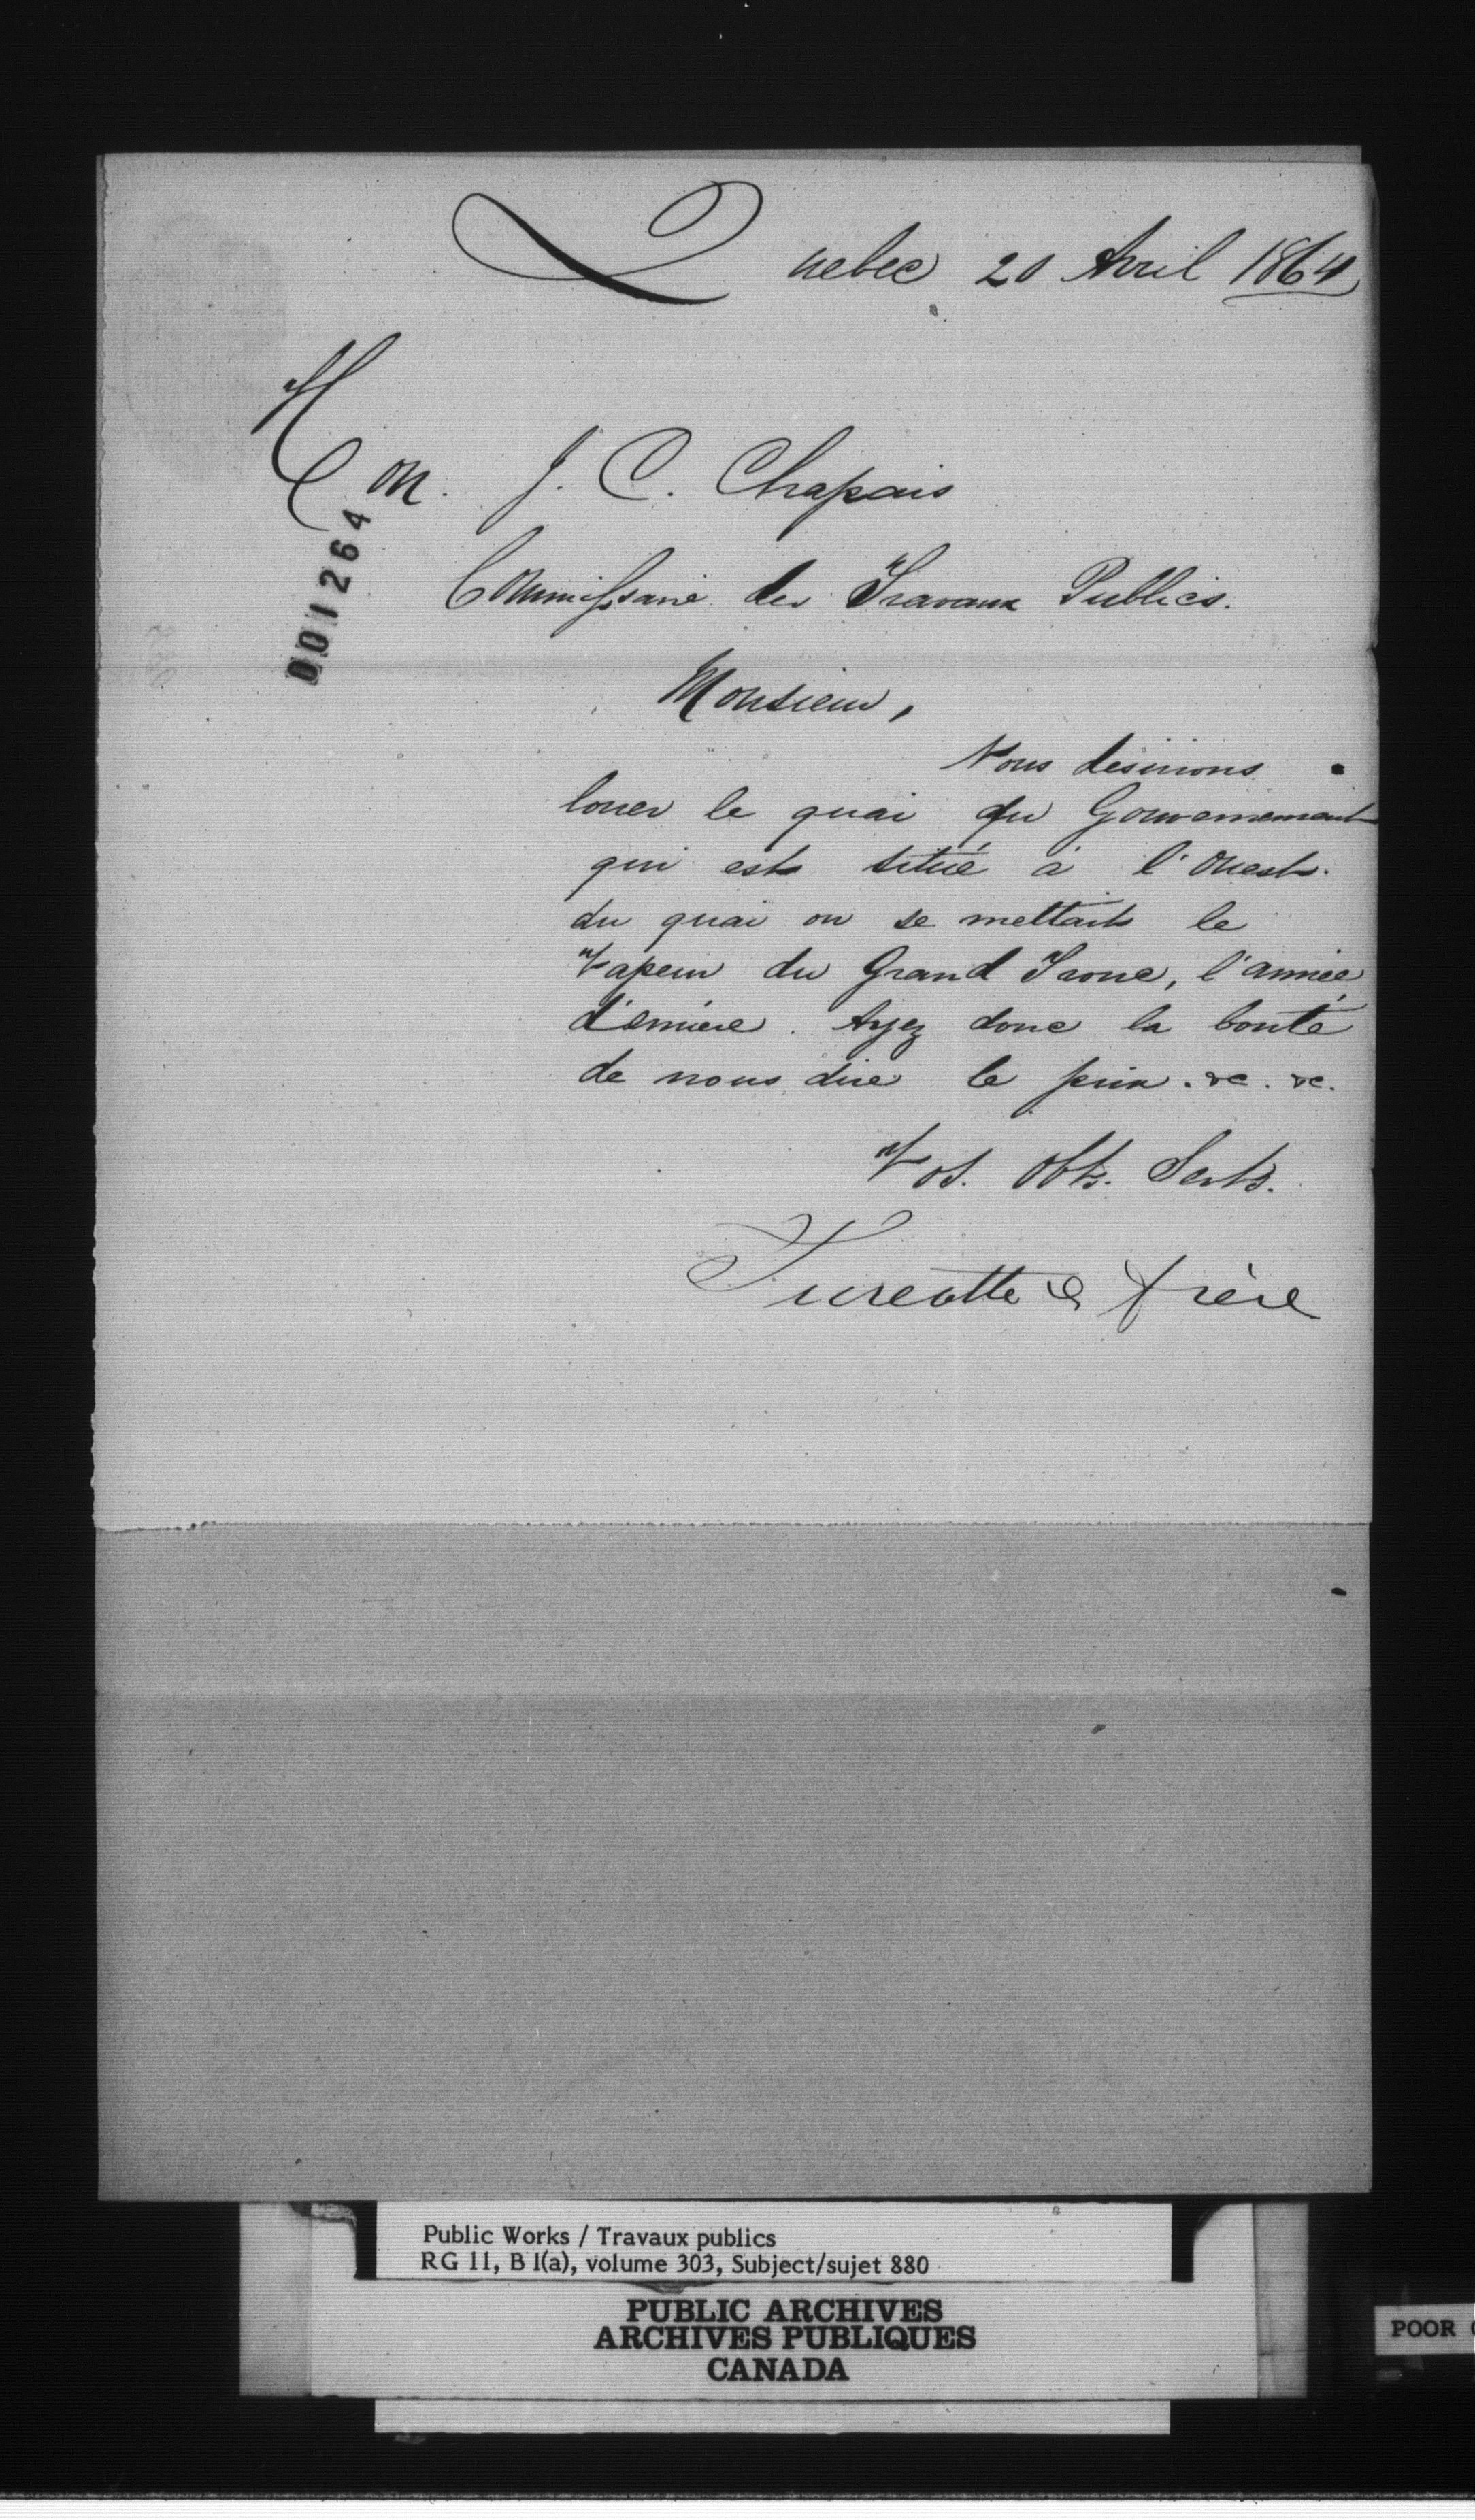 Quebec 20 Avril 1864
Hon. J. C. Chapais
001264
Commissaire des Travaux Publics.
Monsieur,
Nous desirions
louer le quai du Gouvernement
qui est situé à l'Ouest
du quai ou se mettait le
Vapeur du Grand Tronc, l'année
dernière. Ayez donc la bonté
de nous dire le prix. &c. &c.
Vos. Obts. Servts.
Turcotte & frère
Public Works / Travaux publics
RG 11, B 1(a), volume 303, Subject/sujet 880
PUBLIC ARCHIVES
ARCHIVES PUBLIQUES
CANADA
POOR